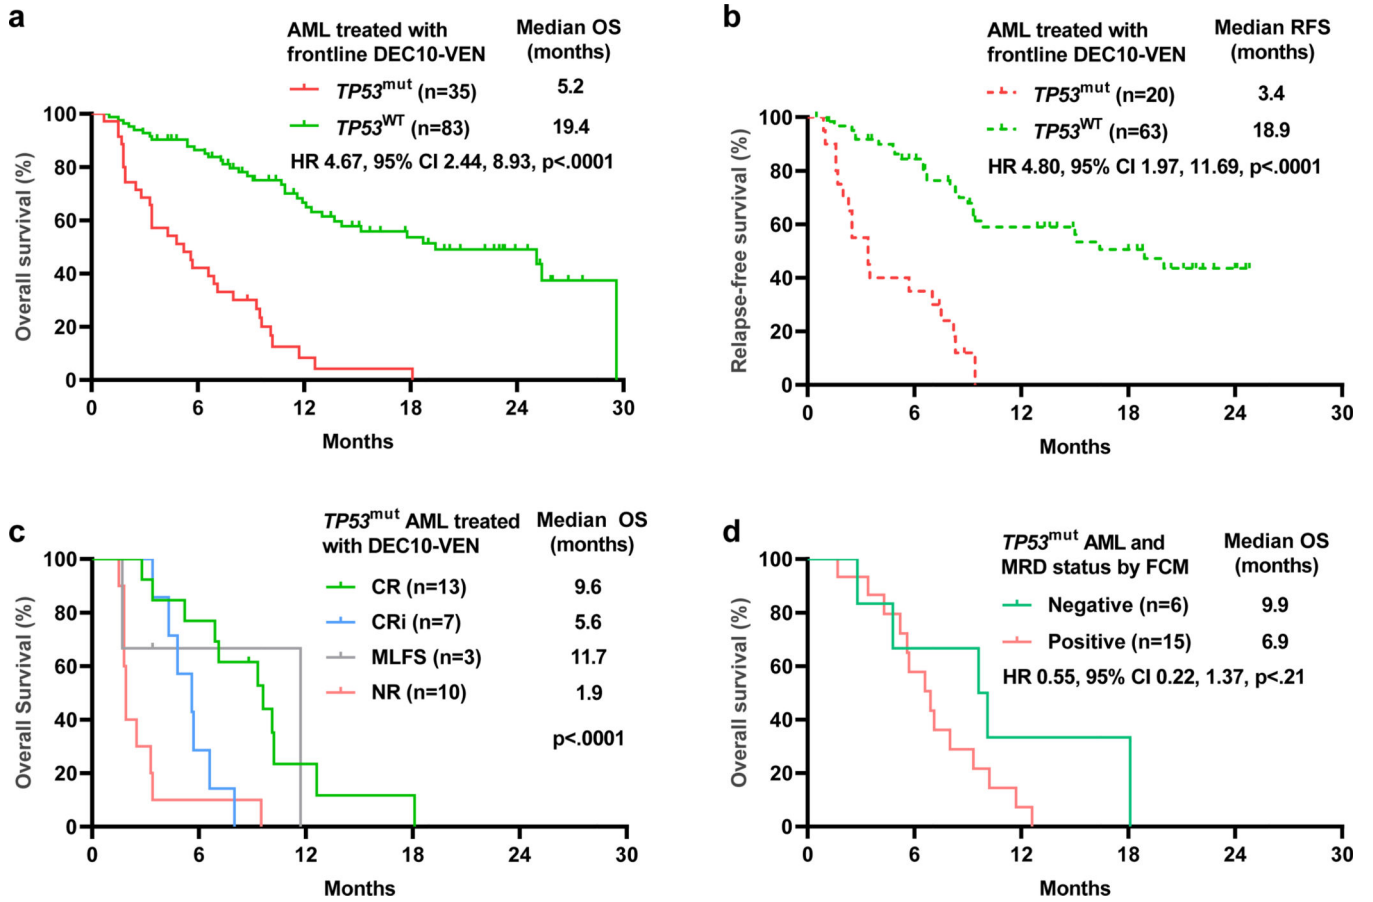 a
AML treated with
frontline DEC10-VEN
Median OS
(months)
TP53mut (n=35) 5.2
TP53WT (n=83) 19.4
HR 4.67, 95% CI 2.44, 8.93, p<.0001
Overall survival (%)
100
80
60
40
20
0
0 6 12 18 24 30
Months
b
AML treated with
frontline DEC10-VEN
Median RFS
(months)
TP53mut (n=20) 3.4
TP53WT (n=63) 18.9
HR 4.80, 95% CI 1.97, 11.69, p<.0001
Relapse-free survival (%)
100
80
60
40
20
0
0 6 12 18 24 30
Months
c
TP53mut AML treated
with DEC10-VEN
Median OS
(months)
CR (n=13) 9.6
CRi (n=7) 5.6
MLFS (n=3) 11.7
NR (n=10) 1.9
p<.0001
Overall Survival (%)
100
80
60
40
20
0
0 6 12 18 24 30
Months
d
TP53mut AML and
MRD status by FCM
Median OS
(months)
Negative (n=6) 9.9
Positive (n=15) 6.9
HR 0.55, 95% CI 0.22, 1.37, p<.21
Overall survival (%)
100
80
60
40
20
0
0 6 12 18 24 30
Months